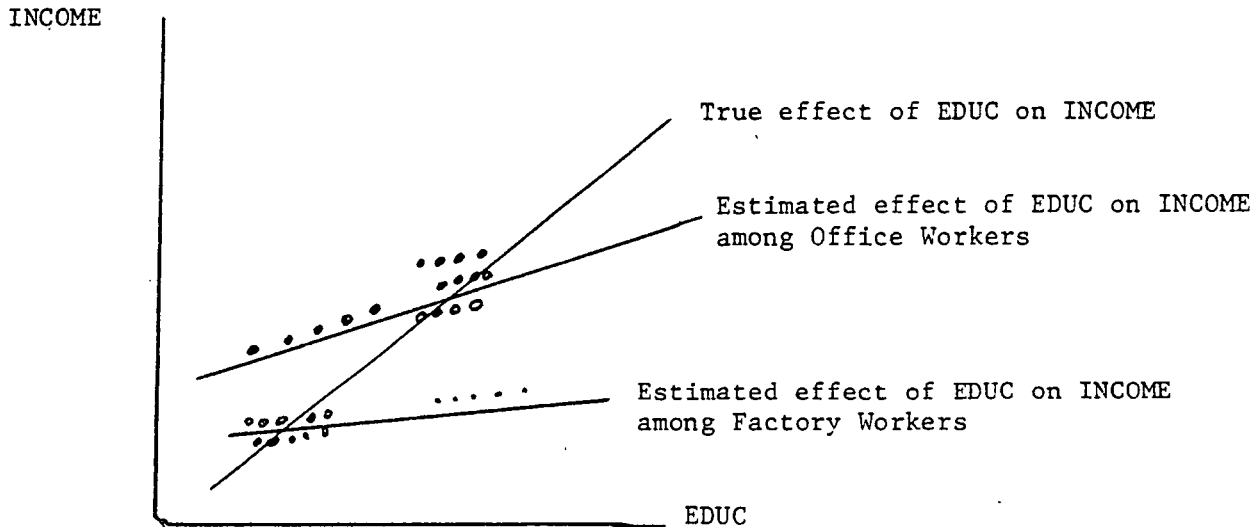 INCOME
True effect of EDUC on INCOME
Estimated effect of EDUC on INCOME
among Office Workers
Estimated effect of EDUC on INCOME
among Factory Workers
EDUC